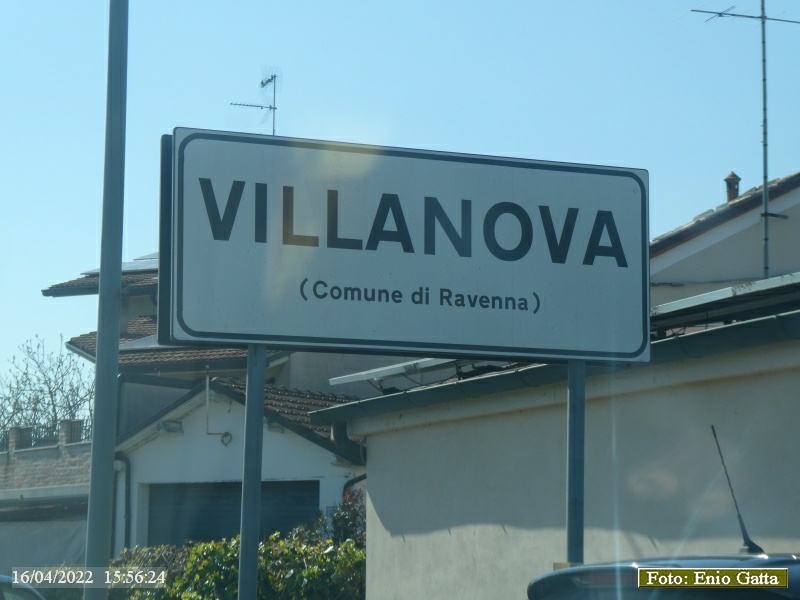 VILLANOVA
(Comune di Ravenna)
16/04/2022 15:56:24
Foto: Enio Gatta